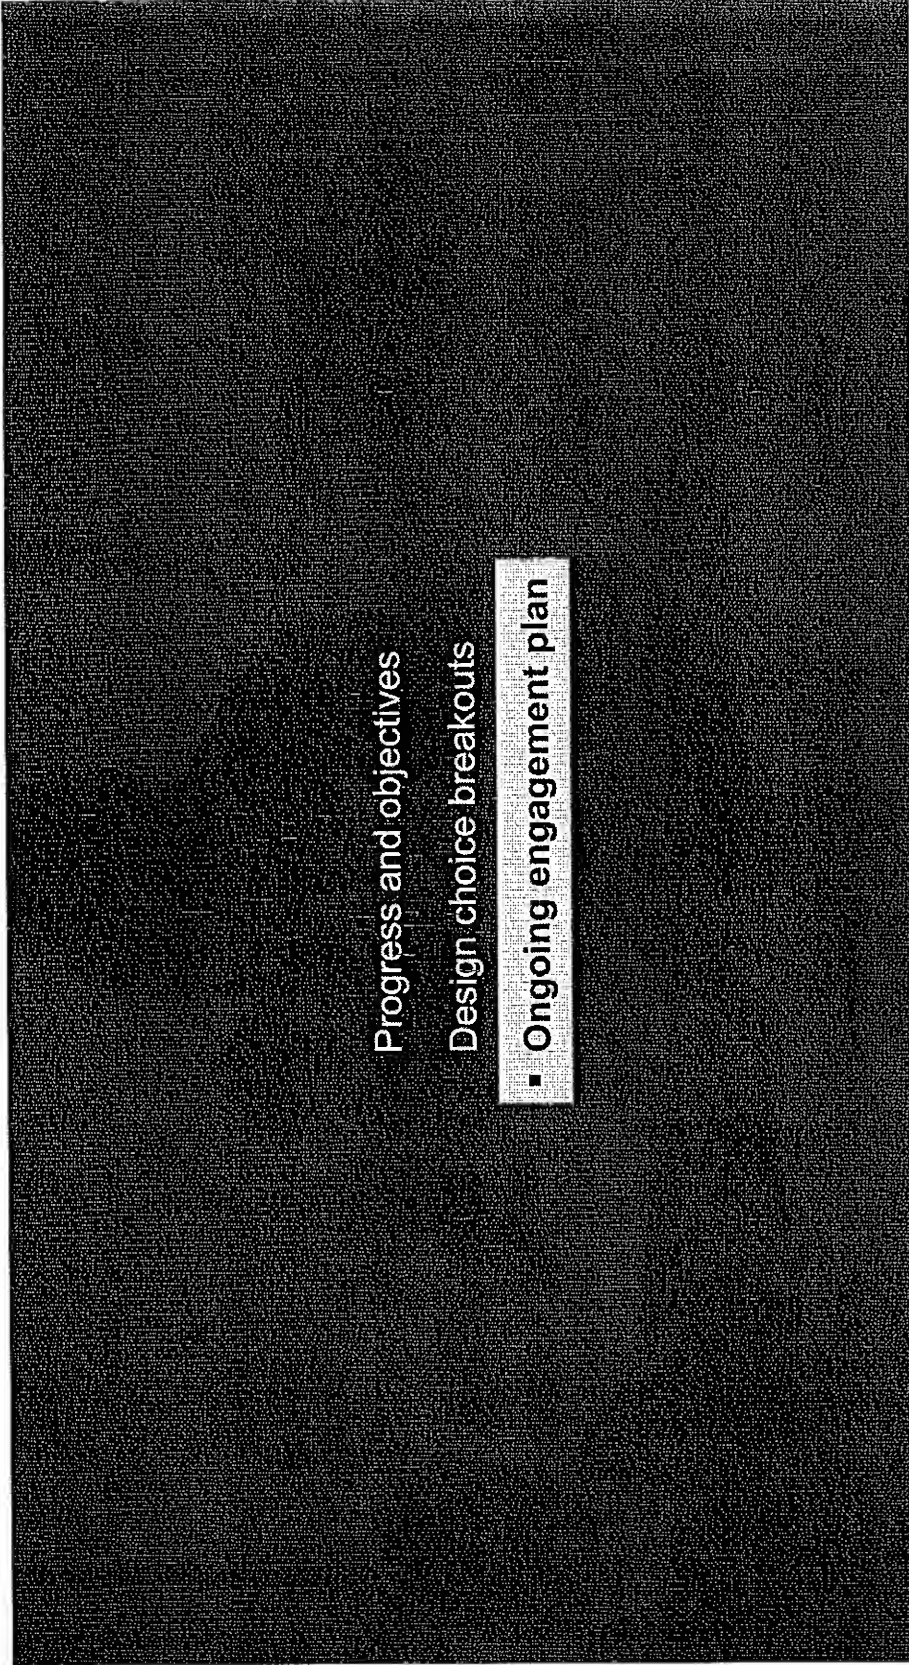 Progress and objectives
Design choice breakouts
▪ Ongoing engagement plan